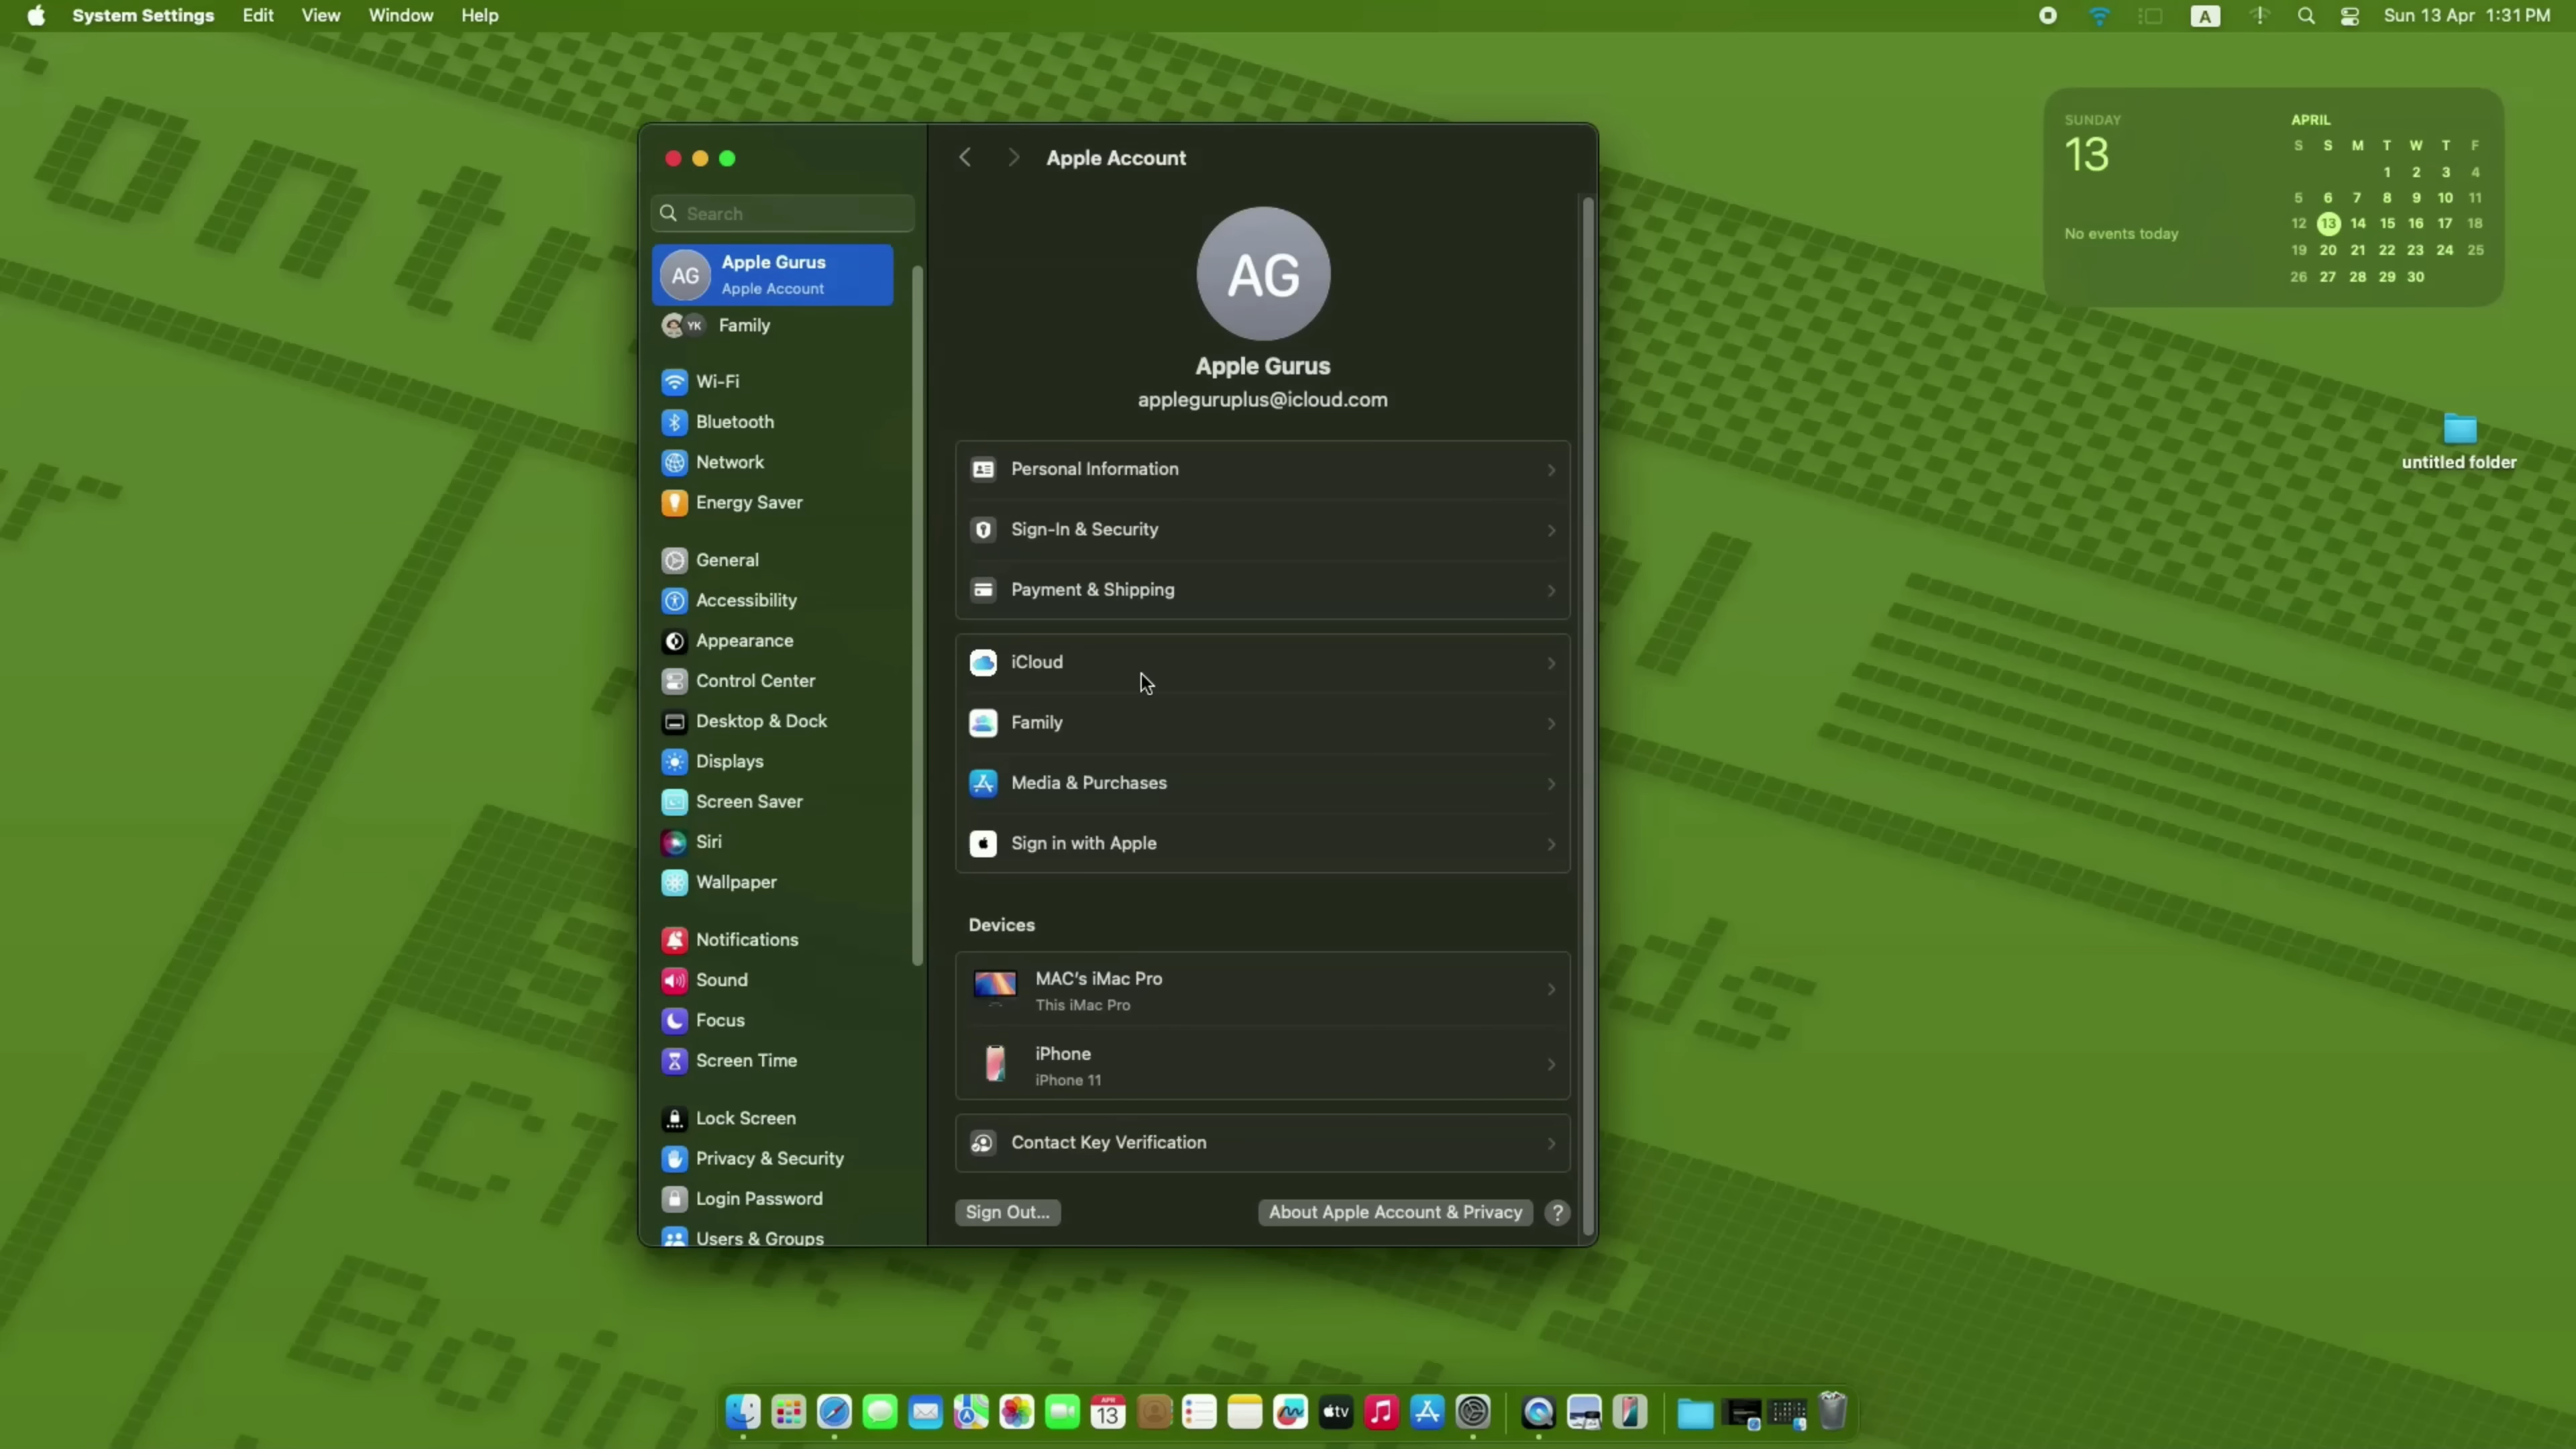 System Settings Edit View Window Help
A Sun 13 Apr 1:31 PM
SUNDAY
13
No events today
APRIL
S S M T W T F
1 2 3 4
5 6 7 8 9 10 11
12 13 14 15 16 17 18
19 20 21 22 23 24 25
26 27 28 29 30
untitled folder
Search
AG
Apple Gurus
Apple Account
YK
Family
Wi-Fi
Bluetooth
Network
Energy Saver
General
Accessibility
Appearance
Control Center
Desktop & Dock
Displays
Screen Saver
Siri
Wallpaper
Notifications
Sound
Focus
Screen Time
Lock Screen
Privacy & Security
Login Password
Users & Groups
Apple Account
AG
Apple Gurus
appleguruplus@icloud.com
Personal Information
Sign-In & Security
Payment & Shipping
iCloud
Family
Media & Purchases
Sign in with Apple
Devices
MAC's iMac Pro
This iMac Pro
iPhone
iPhone 11
Contact Key Verification
Sign Out...
About Apple Account & Privacy
?
APR
13
tv